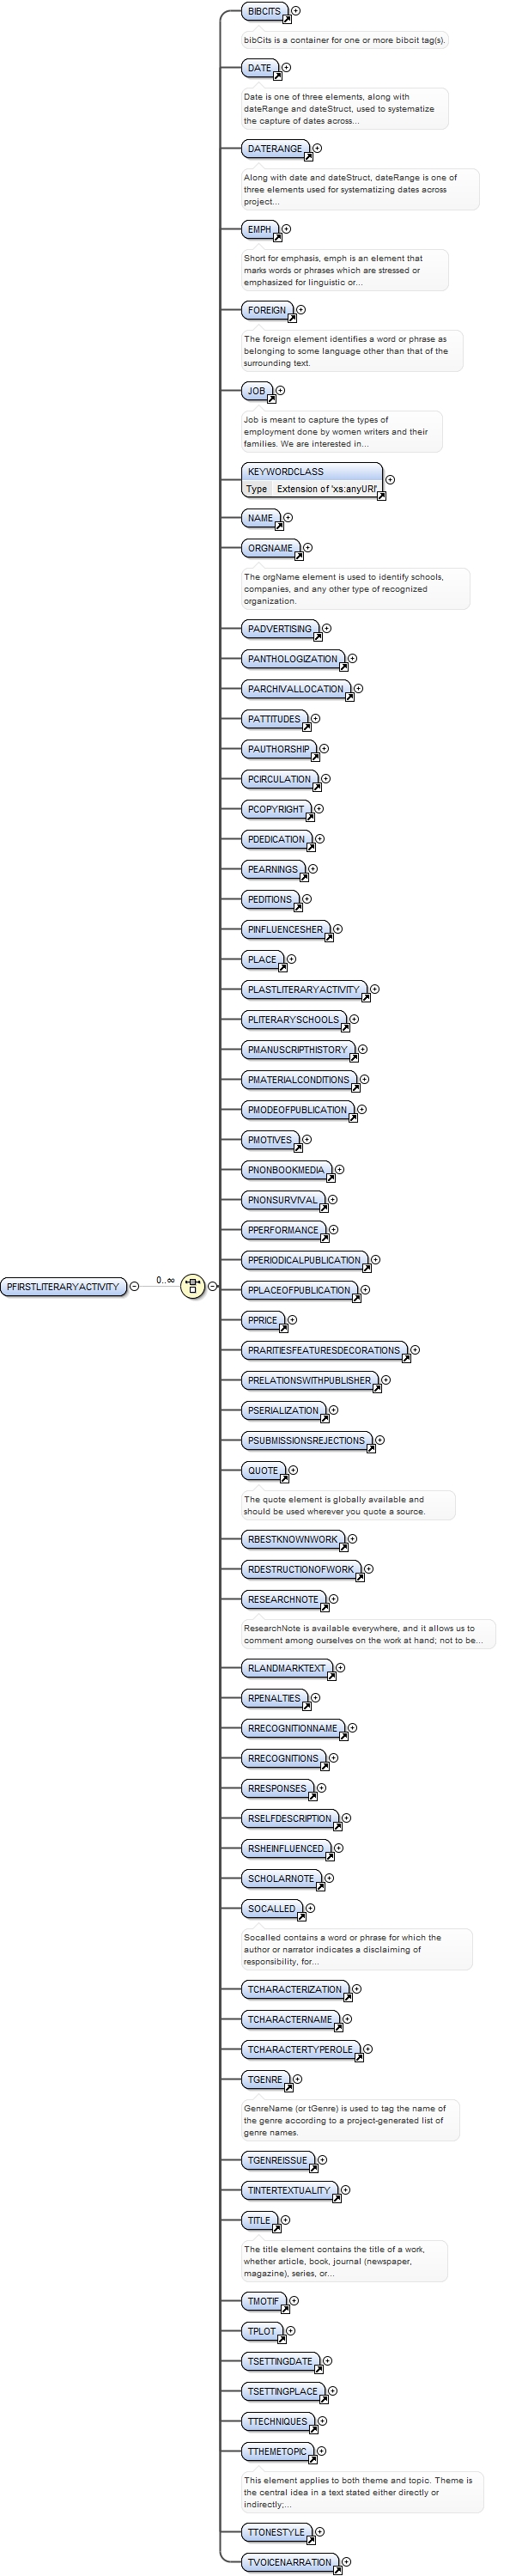 BIBCITS
bibCits is a container for one or more bibcit tag(s).
DATE
Date is one of three elements, along with
dateRange and dateStruct, used to systematize
the capture of dates across...
DATERANGE
Along with date and dateStruct, dateRange is one of
three elements used for systematizing dates across
project...
EMPH
Short for emphasis, emph is an element that
marks words or phrases which are stressed or
emphasized for linguistic or...
FOREIGN
The foreign element identifies a word or phrase as
belonging to some language other than that of the
surrounding text.
JOB
Job is meant to capture the types of
employment done by women writers and their
families. We are interested in...
KEYWORDCLASS
Type Extension of 'xs:anyURI'
NAME
ORGNAME
The orgName element is used to identify schools,
companies, and any other type of recognized
organization.
PADVERTISING
PANTHOLOGIZATION
PARCHIVALLOCATION
PATTITUDES
PAUTHORSHIP
PCIRCULATION
PCOPYRIGHT
PDEDICATION
PEARNINGS
PEDITIONS
PINFLUENCESHER
PLACE
PLASTLITERARYACTIVITY
PLITERARYSCHOOLS
PMANUSCRIPTHISTORY
PMATERIALCONDITIONS
PMODEOFPUBLICATION
PMOTIVES
PNONBOOKMEDIA
PNONSURVIVAL
PPERFORMANCE
PPERIODICALPUBLICATION
PFIRSTLITERARYACTIVITY 0..∞
PPLACEOFPUBLICATION
PPRICE
PRARITIESFEATURESDECORATIONS
PRELATIONSWITHPUBLISHER
PSERIALIZATION
PSUBMISSIONSREJECTIONS
QUOTE
The quote element is globally available and
should be used wherever you quote a source.
RBESTKNOWNWORK
RDESTRUCTIONOFWORK
RESEARCHNOTE
ResearchNote is available everywhere, and it allows us to
comment among ourselves on the work at hand; not to be...
RLANDMARKTEXT
RPENALTIES
RRECOGNITIONNAME
RRECOGNITIONS
RRESPONSES
RSELFDESCRIPTION
RSHEINFLUENCED
SCHOLARNOTE
SOCALLED
Socalled contains a word or phrase for which the
author or narrator indicates a disclaiming of
responsibility, for...
TCHARACTERIZATION
TCHARACTERNAME
TCHARACTERTYPEROLE
TGENRE
GenreName (or tGenre) is used to tag the name of
the genre according to a project-generated list of
genre names.
TGENREISSUE
TINTERTEXTUALITY
TITLE
The title element contains the title of a work,
whether article, book, journal (newspaper,
magazine), series, or...
TMOTIF
TPLOT
TSETTINGDATE
TSETTINGPLACE
TTECHNIQUES
TTHEMETOPIC
This element applies to both theme and topic. Theme is
the central idea in a text stated either directly or
indirectly;...
TTONESTYLE
TVOICENARRATION